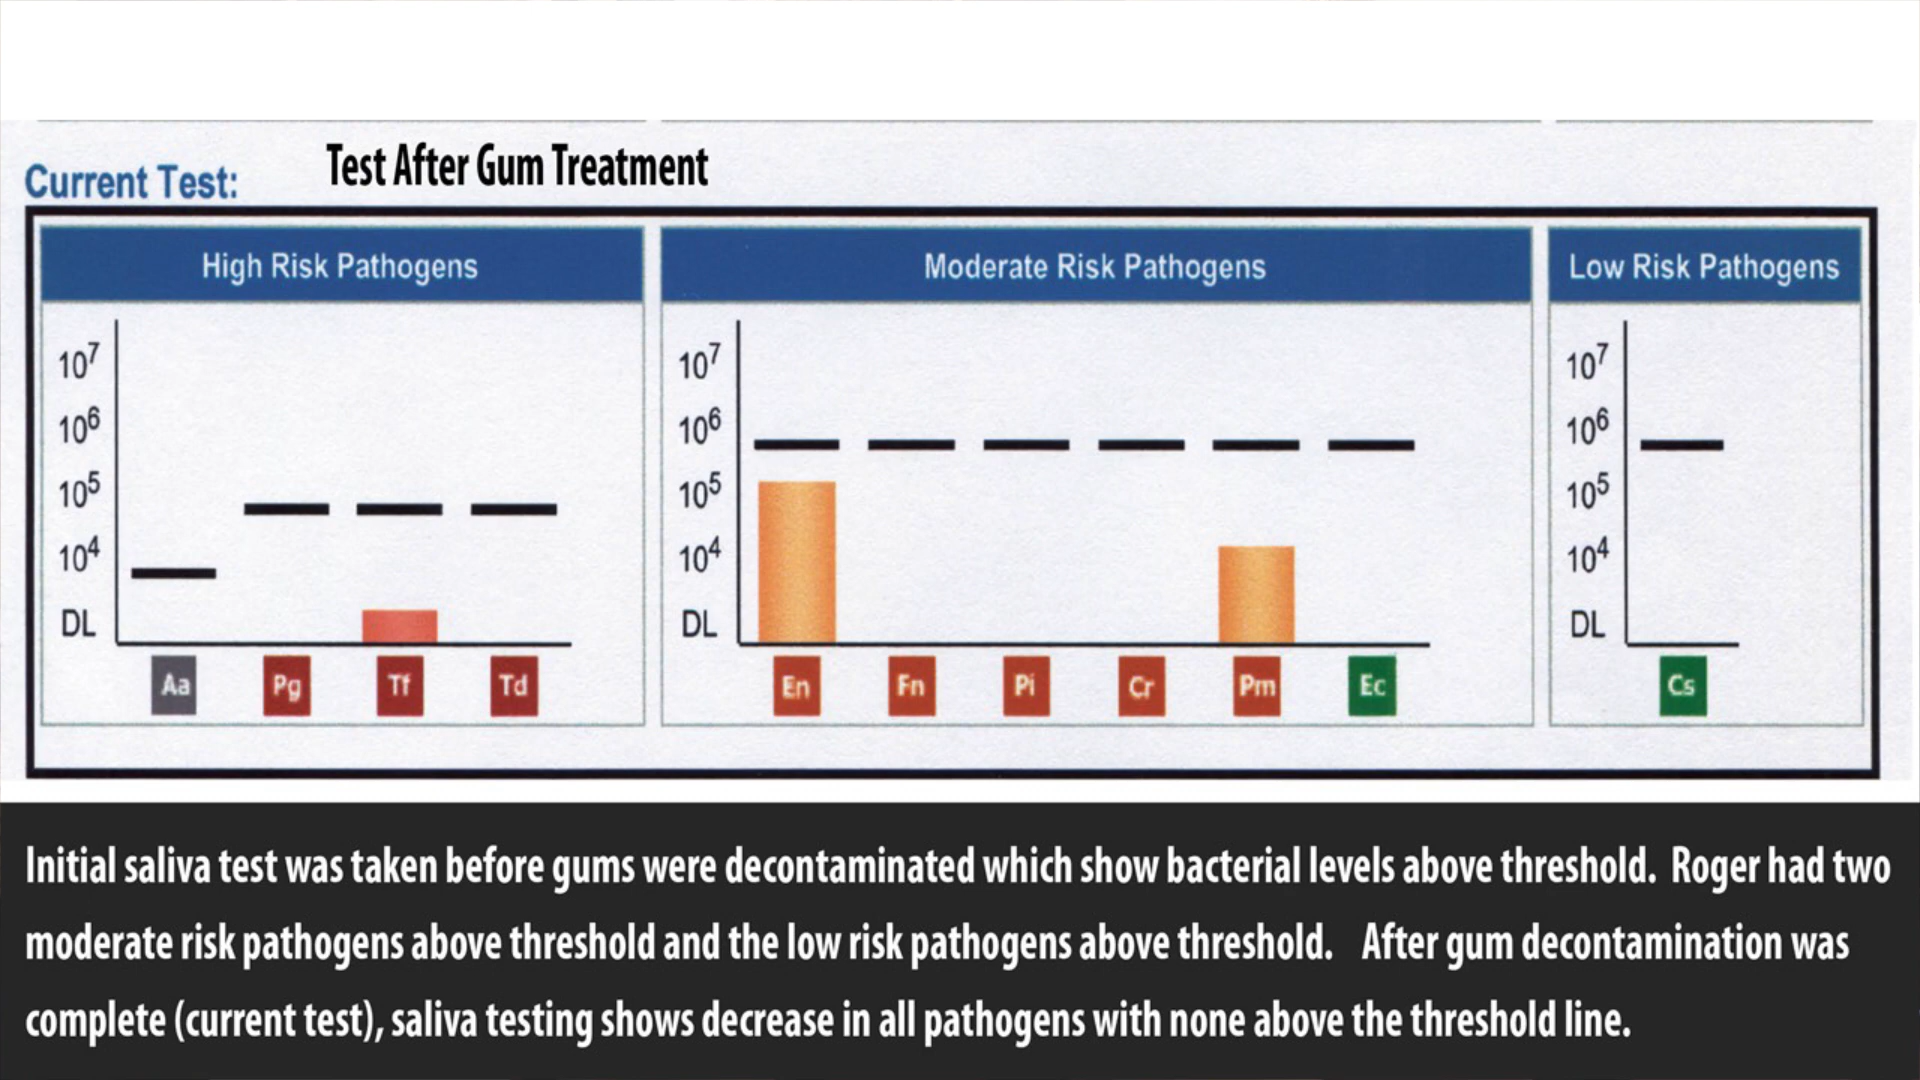 Current Test:
Test After Gum Treatment
High Risk Pathogens
10⁷
10⁶
10⁵
10⁴
DL
Aa Pg Tf Td
Moderate Risk Pathogens
10⁷
10⁶
10⁵
10⁴
DL
En Fn Pi Cr Pm Ec
Low Risk Pathogens
10⁷
10⁶
10⁵
10⁴
DL
Cs
Initial saliva test was taken before gums were decontaminated which show bacterial levels above threshold. Roger had two
moderate risk pathogens above threshold and the low risk pathogens above threshold. After gum decontamination was
complete (current test), saliva testing shows decrease in all pathogens with none above the threshold line.